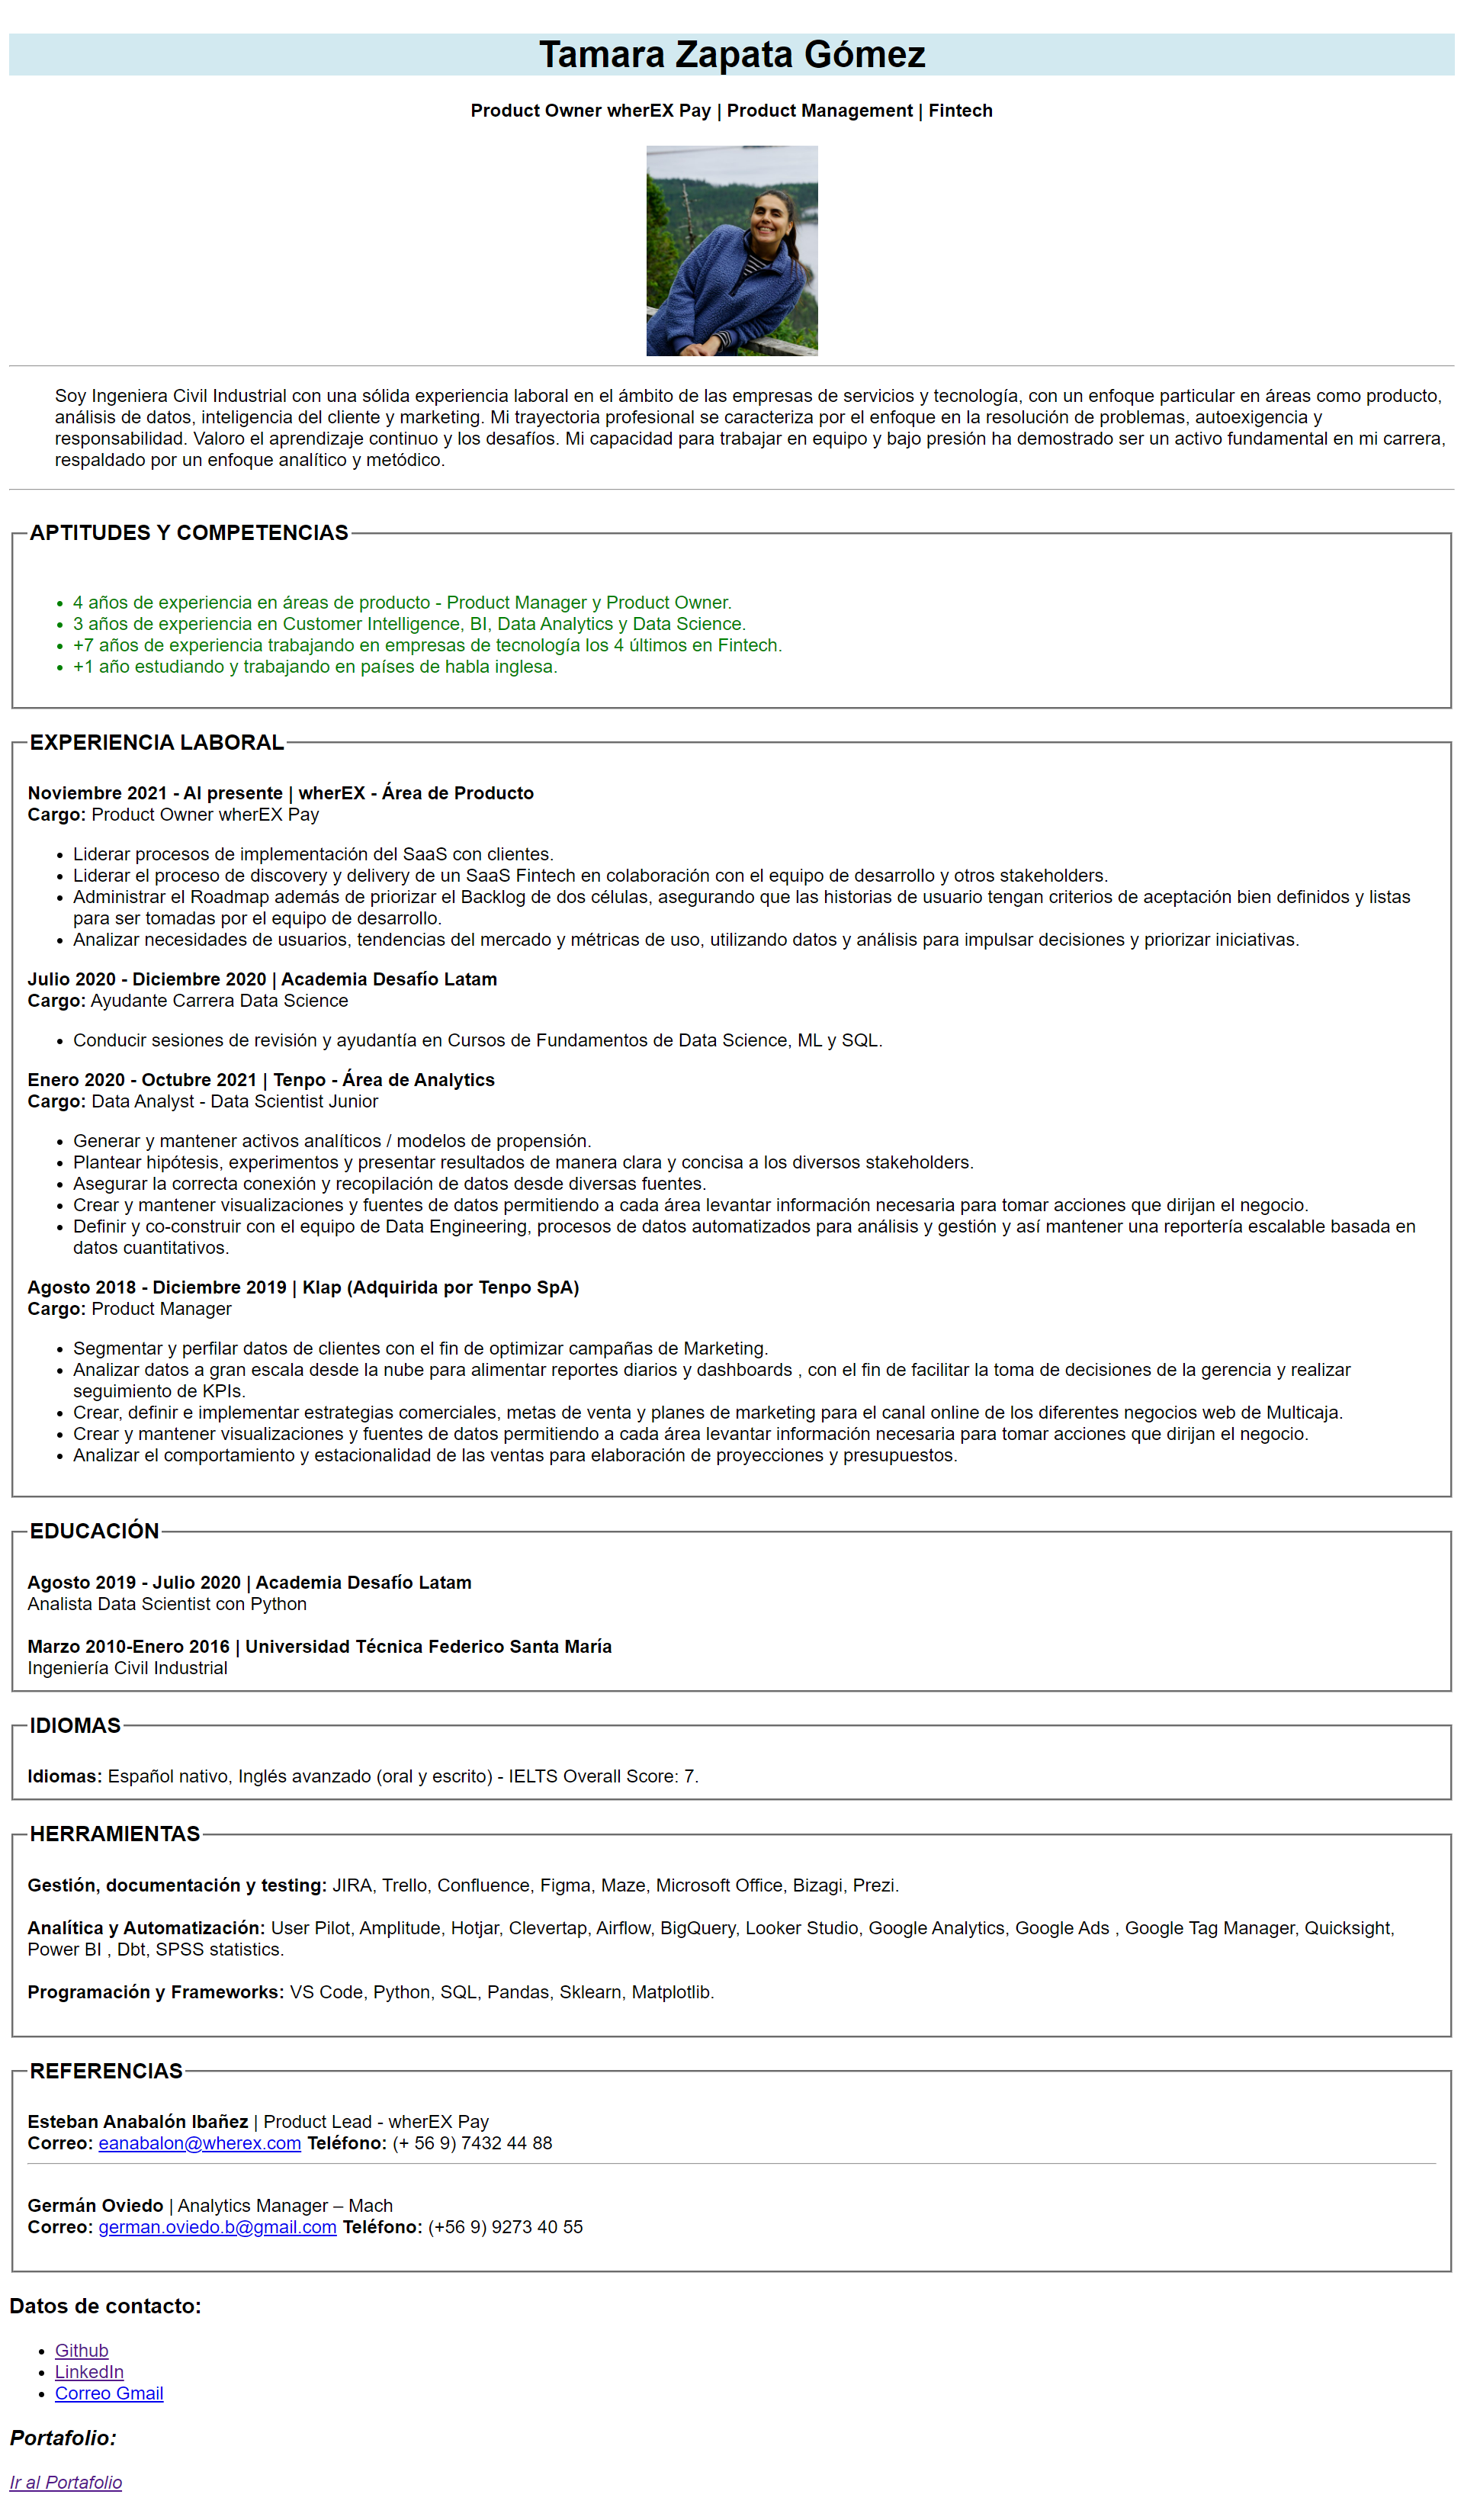 Tamara Zapata Gómez
Product Owner wherEX Pay | Product Management | Fintech
Soy Ingeniera Civil Industrial con una sólida experiencia laboral en el ámbito de las empresas de servicios y tecnología, con un enfoque particular en áreas como producto,
análisis de datos, inteligencia del cliente y marketing. Mi trayectoria profesional se caracteriza por el enfoque en la resolución de problemas, autoexigencia y
responsabilidad. Valoro el aprendizaje continuo y los desafíos. Mi capacidad para trabajar en equipo y bajo presión ha demostrado ser un activo fundamental en mi carrera,
respaldado por un enfoque analítico y metódico.
APTITUDES Y COMPETENCIAS
• 4 años de experiencia en áreas de producto - Product Manager y Product Owner.
• 3 años de experiencia en Customer Intelligence, BI, Data Analytics y Data Science.
• +7 años de experiencia trabajando en empresas de tecnología los 4 últimos en Fintech.
• +1 año estudiando y trabajando en países de habla inglesa.
EXPERIENCIA LABORAL
Noviembre 2021 - Al presente | wherEX - Área de Producto
Cargo: Product Owner wherEX Pay
• Liderar procesos de implementación del SaaS con clientes.
• Liderar el proceso de discovery y delivery de un SaaS Fintech en colaboración con el equipo de desarrollo y otros stakeholders.
• Administrar el Roadmap además de priorizar el Backlog de dos células, asegurando que las historias de usuario tengan criterios de aceptación bien definidos y listas
para ser tomadas por el equipo de desarrollo.
• Analizar necesidades de usuarios, tendencias del mercado y métricas de uso, utilizando datos y análisis para impulsar decisiones y priorizar iniciativas.
Julio 2020 - Diciembre 2020 | Academia Desafío Latam
Cargo: Ayudante Carrera Data Science
• Conducir sesiones de revisión y ayudantía en Cursos de Fundamentos de Data Science, ML y SQL.
Enero 2020 - Octubre 2021 | Tenpo - Área de Analytics
Cargo: Data Analyst - Data Scientist Junior
• Generar y mantener activos analíticos / modelos de propensión.
• Plantear hipótesis, experimentos y presentar resultados de manera clara y concisa a los diversos stakeholders.
• Asegurar la correcta conexión y recopilación de datos desde diversas fuentes.
• Crear y mantener visualizaciones y fuentes de datos permitiendo a cada área levantar información necesaria para tomar acciones que dirijan el negocio.
• Definir y co-construir con el equipo de Data Engineering, procesos de datos automatizados para análisis y gestión y así mantener una reportería escalable basada en
datos cuantitativos.
Agosto 2018 - Diciembre 2019 | Klap (Adquirida por Tenpo SpA)
Cargo: Product Manager
• Segmentar y perfilar datos de clientes con el fin de optimizar campañas de Marketing.
• Analizar datos a gran escala desde la nube para alimentar reportes diarios y dashboards , con el fin de facilitar la toma de decisiones de la gerencia y realizar
seguimiento de KPIs.
• Crear, definir e implementar estrategias comerciales, metas de venta y planes de marketing para el canal online de los diferentes negocios web de Multicaja.
• Crear y mantener visualizaciones y fuentes de datos permitiendo a cada área levantar información necesaria para tomar acciones que dirijan el negocio.
• Analizar el comportamiento y estacionalidad de las ventas para elaboración de proyecciones y presupuestos.
EDUCACIÓN
Agosto 2019 - Julio 2020 | Academia Desafío Latam
Analista Data Scientist con Python
Marzo 2010-Enero 2016 | Universidad Técnica Federico Santa María
Ingeniería Civil Industrial
IDIOMAS
Idiomas: Español nativo, Inglés avanzado (oral y escrito) - IELTS Overall Score: 7.
HERRAMIENTAS
Gestión, documentación y testing: JIRA, Trello, Confluence, Figma, Maze, Microsoft Office, Bizagi, Prezi.
Analítica y Automatización: User Pilot, Amplitude, Hotjar, Clevertap, Airflow, BigQuery, Looker Studio, Google Analytics, Google Ads , Google Tag Manager, Quicksight,
Power BI , Dbt, SPSS statistics.
Programación y Frameworks: VS Code, Python, SQL, Pandas, Sklearn, Matplotlib.
REFERENCIAS
Esteban Anabalón Ibañez | Product Lead - wherEX Pay
Correo: eanabalon@wherex.com Teléfono: (+ 56 9) 7432 44 88
Germán Oviedo | Analytics Manager – Mach
Correo: german.oviedo.b@gmail.com Teléfono: (+56 9) 9273 40 55
Datos de contacto:
• Github
• LinkedIn
• Correo Gmail
Portafolio:
Ir al Portafolio